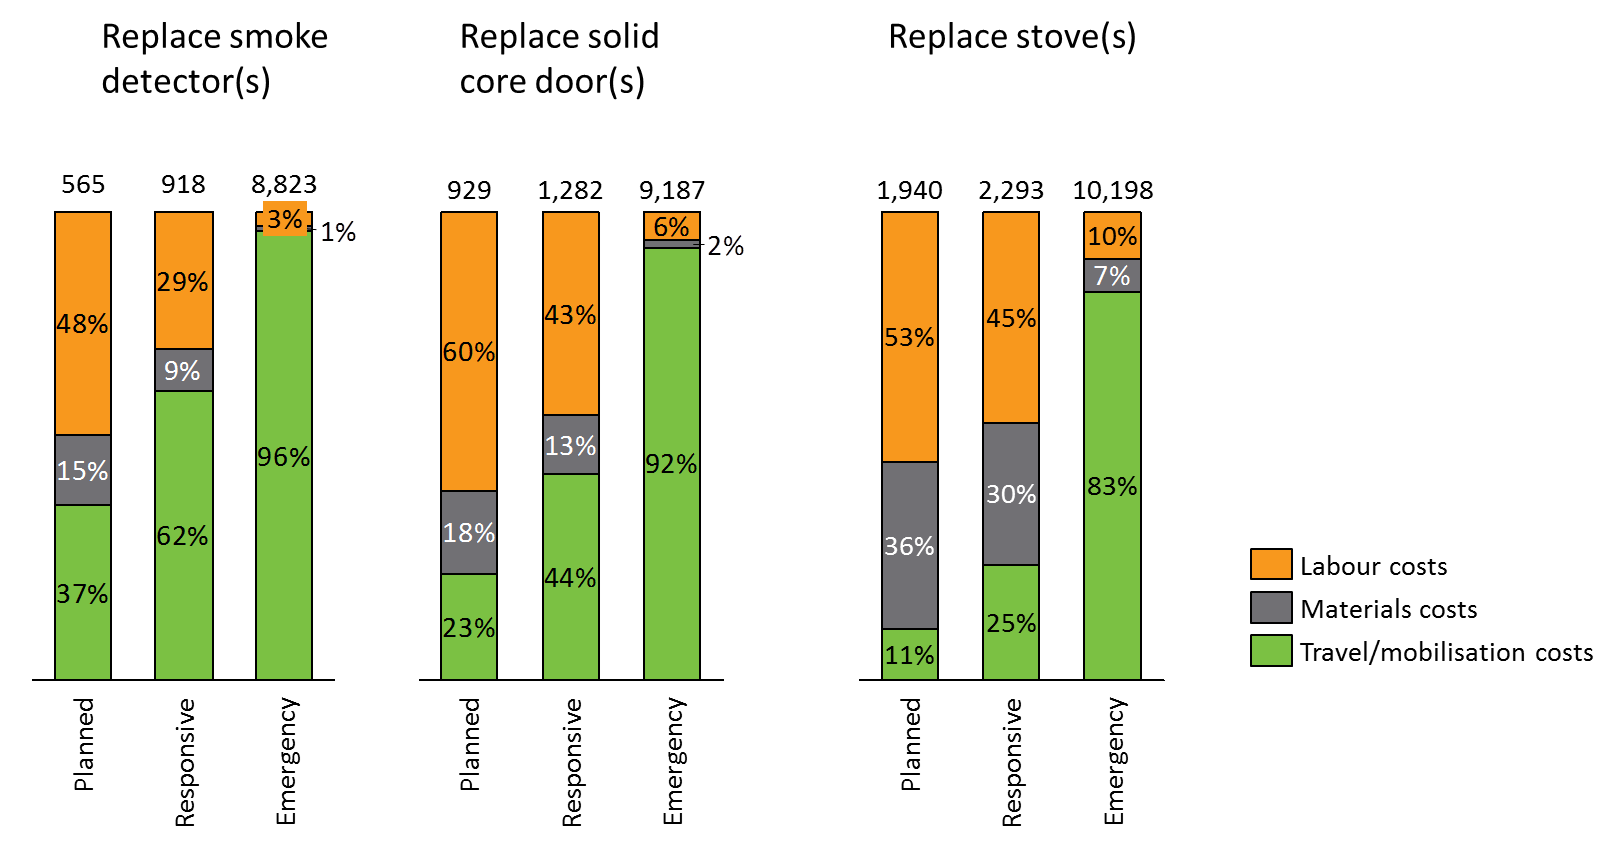 Replace smoke
detector(s)
Replace solid
core door(s)
Replace stove(s)
565
918
8,823
929
1,282
9,187
1,940
2,293
10,198
48%
15%
37%
29%
9%
62%
3%
1%
96%
60%
18%
23%
43%
13%
44%
6%
2%
92%
53%
36%
11%
45%
30%
25%
10%
7%
83%
Planned
Responsive
Emergency
Planned
Responsive
Emergency
Planned
Responsive
Emergency
Labour costs
Materials costs
Travel/mobilisation costs